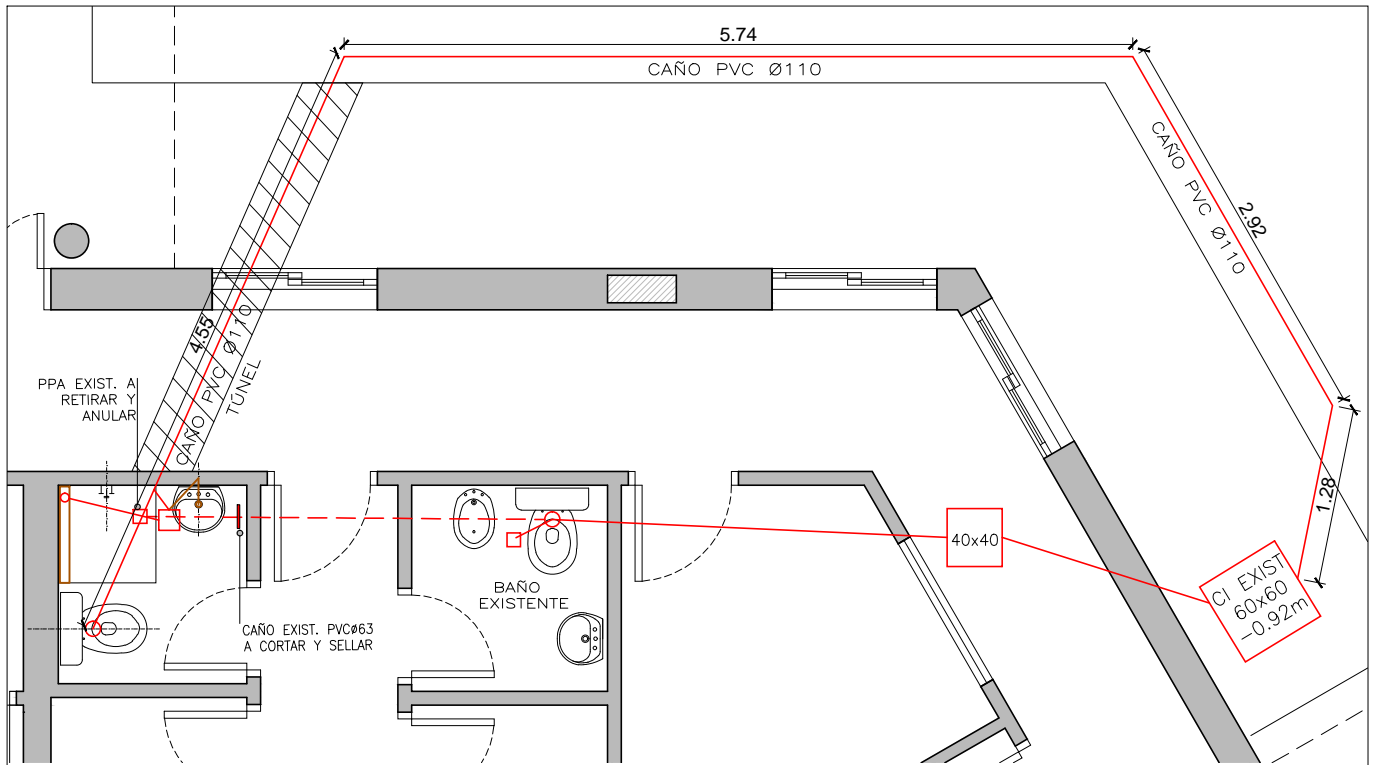 5.74
CAÑO PVC Ø110
CAÑO PVC Ø110
2.92
4.55
CAÑO PVC Ø110
TÚNEL
PPA EXIST. A
RETIRAR Y
ANULAR
1.28
40x40
BAÑO
EXISTENTE
CI EXIST
60x60
-0.92m
CAÑO EXIST. PVCØ63
A CORTAR Y SELLAR